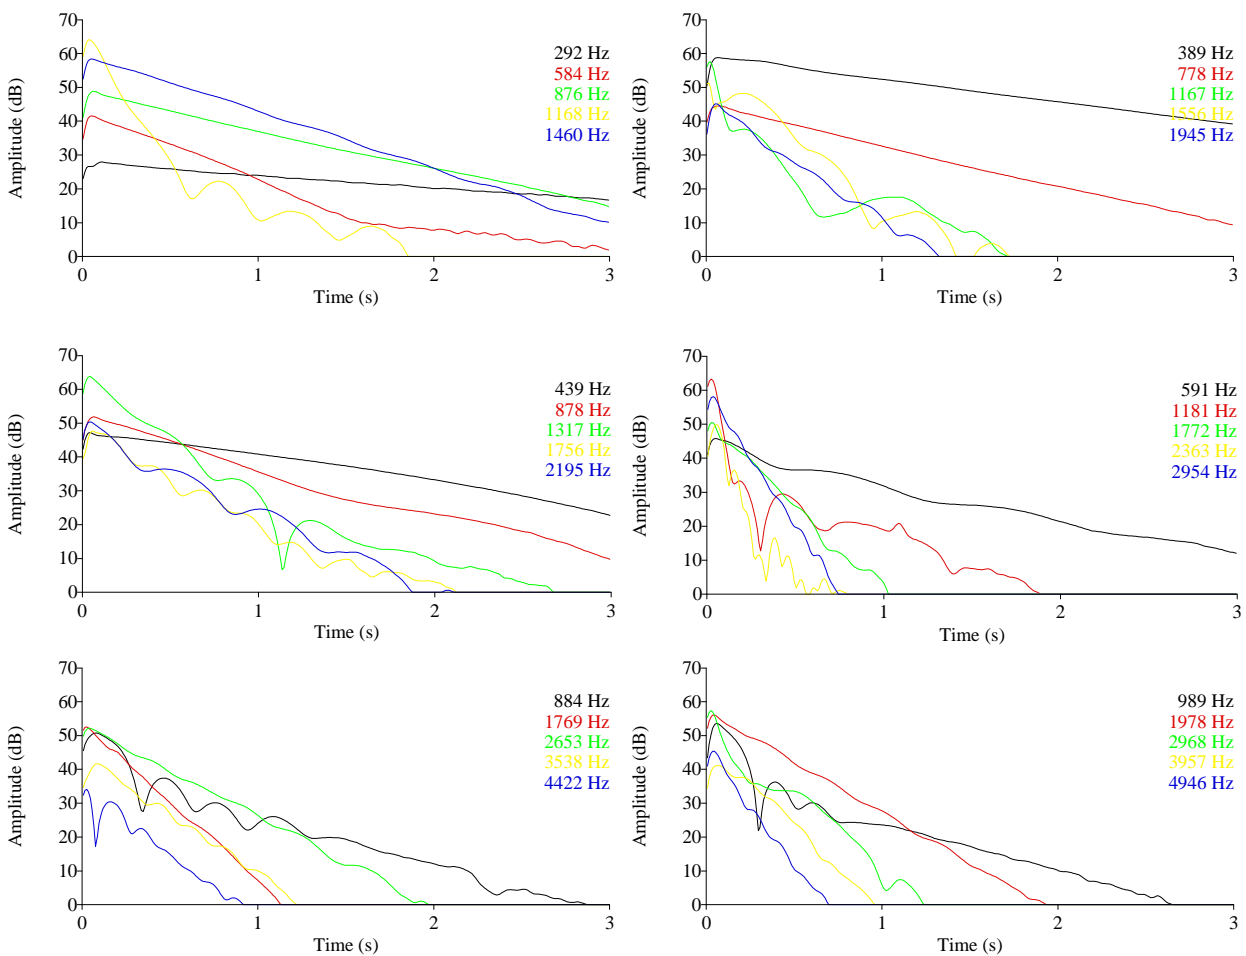 70
60
50
40
30
20
10
0
Amplitude (dB)
292 Hz
584 Hz
876 Hz
1168 Hz
1460 Hz
0 1 2 3
Time (s)
70
60
50
40
30
20
10
0
Amplitude (dB)
389 Hz
778 Hz
1167 Hz
1556 Hz
1945 Hz
0 1 2 3
Time (s)
70
60
50
40
30
20
10
0
Amplitude (dB)
439 Hz
878 Hz
1317 Hz
1756 Hz
2195 Hz
0 1 2 3
Time (s)
70
60
50
40
30
20
10
0
Amplitude (dB)
591 Hz
1181 Hz
1772 Hz
2363 Hz
2954 Hz
0 1 2 3
Time (s)
70
60
50
40
30
20
10
0
Amplitude (dB)
884 Hz
1769 Hz
2653 Hz
3538 Hz
4422 Hz
0 1 2 3
Time (s)
70
60
50
40
30
20
10
0
Amplitude (dB)
989 Hz
1978 Hz
2968 Hz
3957 Hz
4946 Hz
0 1 2 3
Time (s)